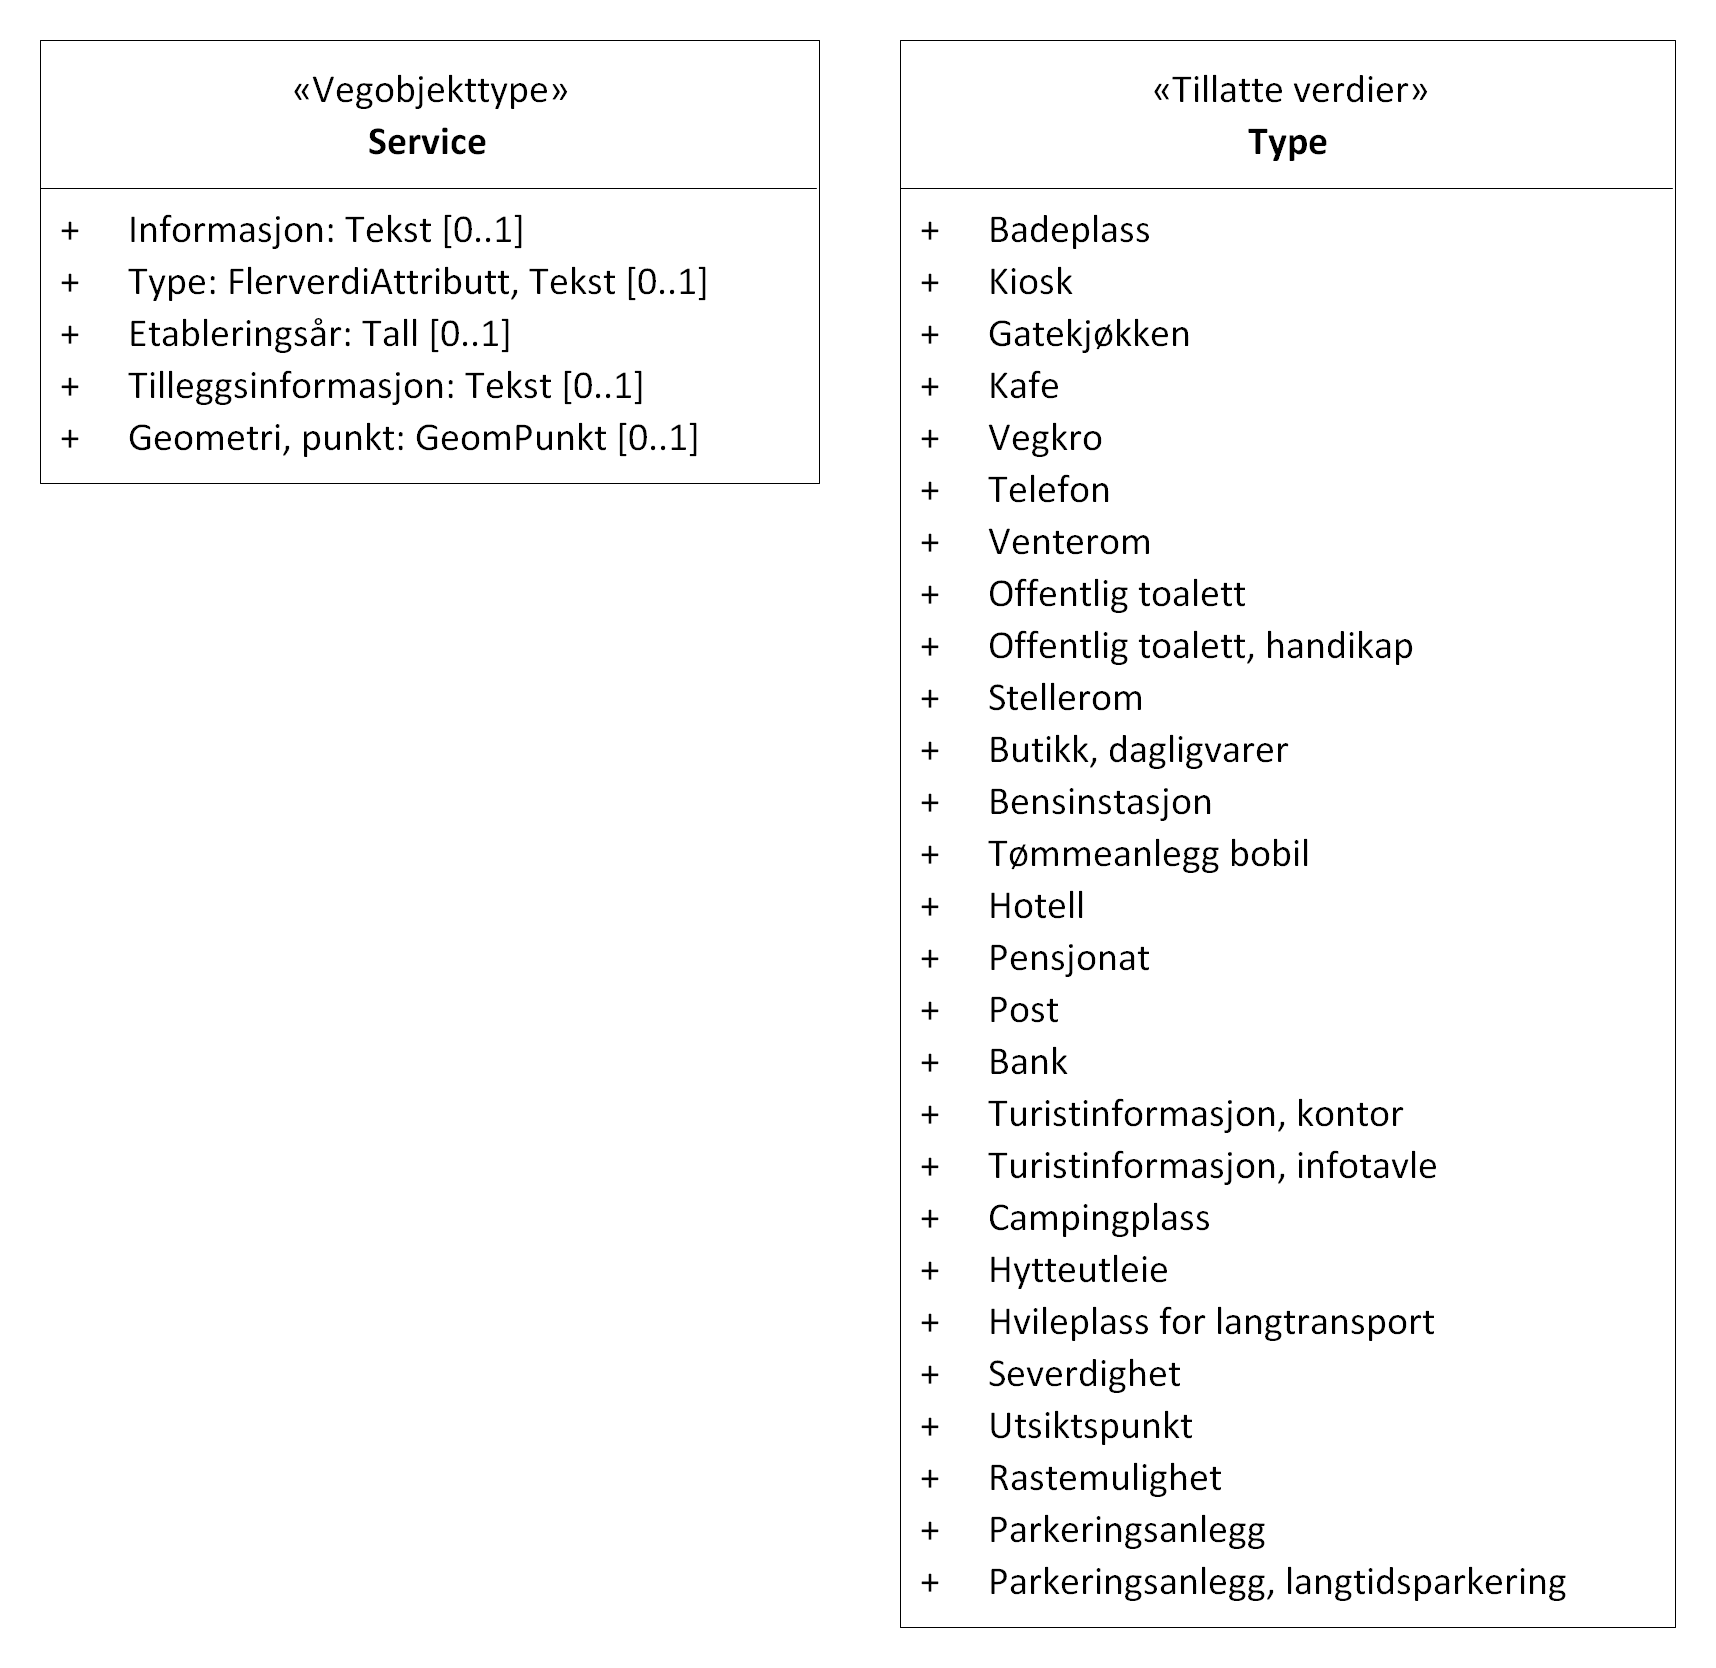 «Vegobjekttype»
Service
+ Informasjon: Tekst [0..1]
+ Type: FlerverdiAttributt, Tekst [0..1]
+ Etableringsår: Tall [0..1]
+ Tilleggsinformasjon: Tekst [0..1]
+ Geometri, punkt: GeomPunkt [0..1]
«Tillatte verdier»
Type
+ Badeplass
+ Kiosk
+ Gatekjøkken
+ Kafe
+ Vegkro
+ Telefon
+ Venterom
+ Offentlig toalett
+ Offentlig toalett, handikap
+ Stellerom
+ Butikk, dagligvarer
+ Bensinstasjon
+ Tømmeanlegg bobil
+ Hotell
+ Pensjonat
+ Post
+ Bank
+ Turistinformasjon, kontor
+ Turistinformasjon, infotavle
+ Campingplass
+ Hytteutleie
+ Hvileplass for langtransport
+ Severdighet
+ Utsiktspunkt
+ Rastemulighet
+ Parkeringsanlegg
+ Parkeringsanlegg, langtidsparkering